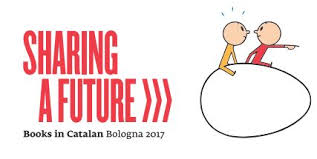 SHARING
A FUTURE ⟩⟩⟩
Books in Catalan Bologna 2017